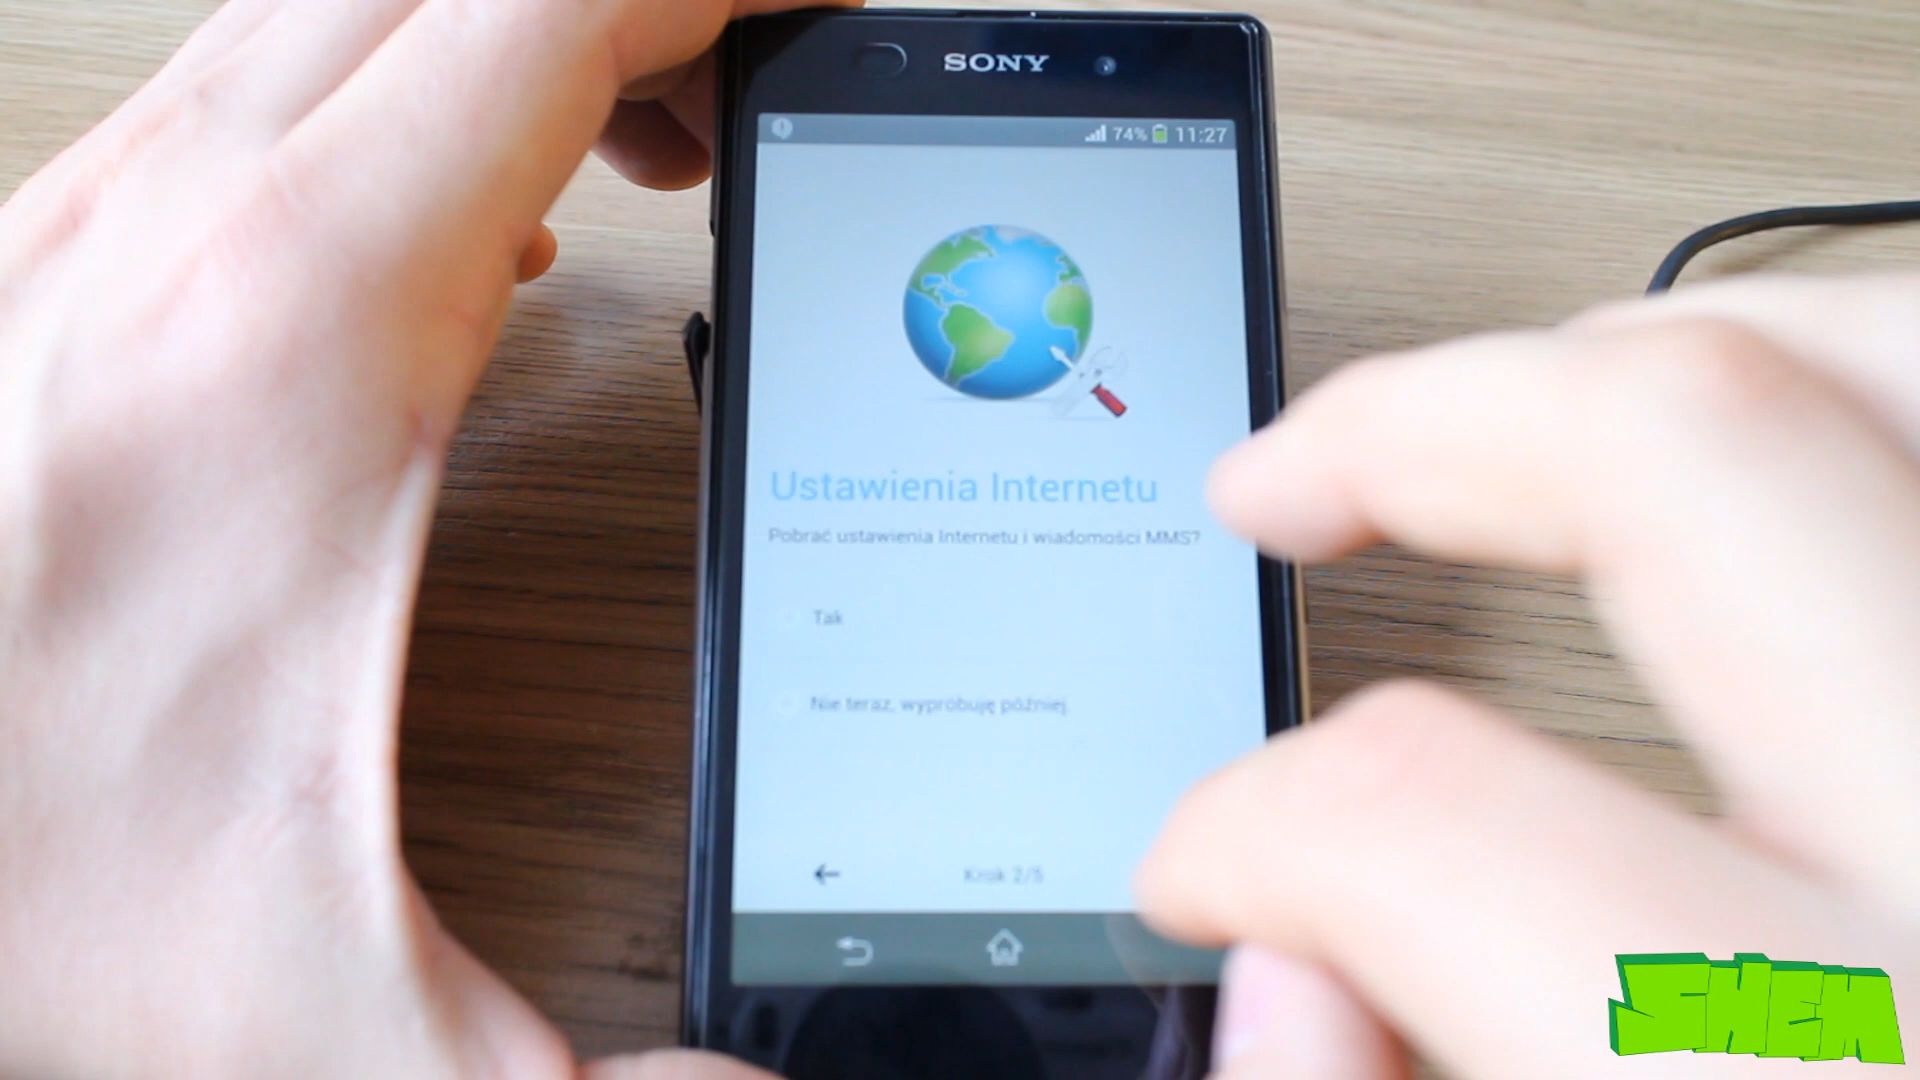 SONY
74% 11:27
Ustawienia Internetu
Pobrać ustawienia Internetu i wiadomości MMS?
Tak
Nie teraz, wypróbuję później.
Krok 2/5
SHEM